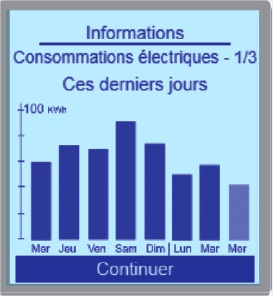 Informations
Consommations électriques - 1/3
Ces derniers jours
100 KWh
Mer Jeu Ven Sam Dim Lun Mar Mer
Continuer